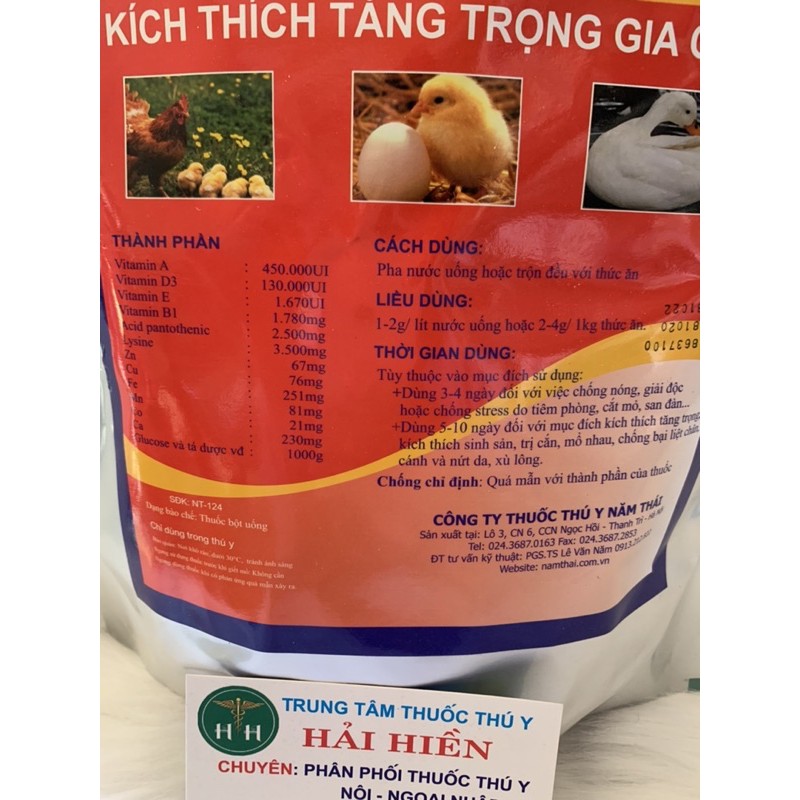 KÍCH THÍCH TĂNG TRỌNG GIA
THÀNH PHẦN
Vitamin A : 450.000UI
Vitamin D3 : 130.000UI
Vitamin E : 1.670UI
Vitamin B1 : 1.780mg
Acid pantothenic : 2.500mg
Lysine : 3.500mg
Zn : 67mg
Cu : 76mg
Fe : 251mg
Mn : 81mg
Co : 21mg
Ca : 230mg
Glucose và tá dược vđ : 1000g
SĐK: NT-124
Dạng bào chế: Thuốc bột uống
Chỉ dùng trong thú y
CÁCH DÙNG:
Pha nước uống hoặc trộn đều với thức ăn
LIỀU DÙNG:
1-2g/ lít nước uống hoặc 2-4g/ 1kg thức ăn.
THỜI GIAN DÙNG:
Tùy thuộc vào mục đích sử dụng:
+Dùng 3-4 ngày đối với việc chống nóng, giải độc
hoặc chống stress do tiêm phòng, cắt mỏ, san đàn...
+Dùng 5-10 ngày đối với mục đích kích thích tăng trọng,
kích thích sinh sản, trị cắn, mổ nhau, chống bại liệt chân,
cánh và nứt da, xù lông.
Chống chỉ định: Quá mẫn với thành phần của thuốc
CÔNG TY THUỐC THÚ Y NĂM THÁI
Sản xuất tại: Lô 3, CN 6, CCN Ngọc Hồi - Thanh Trì - Hà Nội
Tel: 024.3687.0163 Fax: 024.3687.2853
ĐT tư vấn kỹ thuật: PGS.TS Lê Văn Năm
Website: namthai.com.vn
TRUNG TÂM THUỐC THÚ Y
HẢI HIỀN
HH
CHUYÊN: PHÂN PHỐI THUỐC THÚ Y
NỘI - NGOẠI